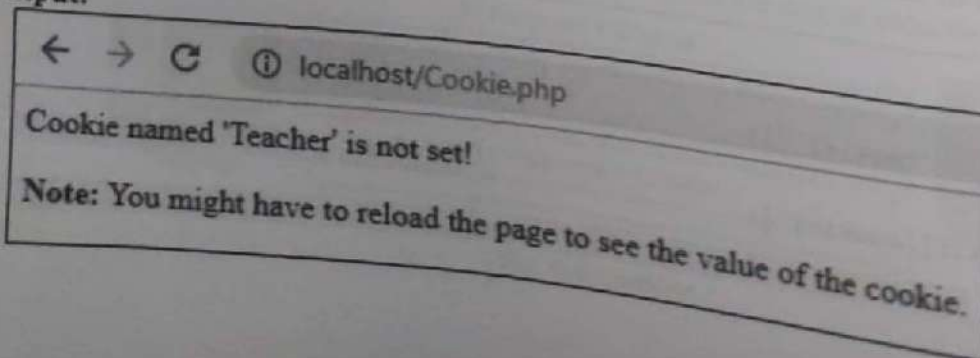 localhost/Cookie.php
Cookie named 'Teacher' is not set!
Note: You might have to reload the page to see the value of the cookie.